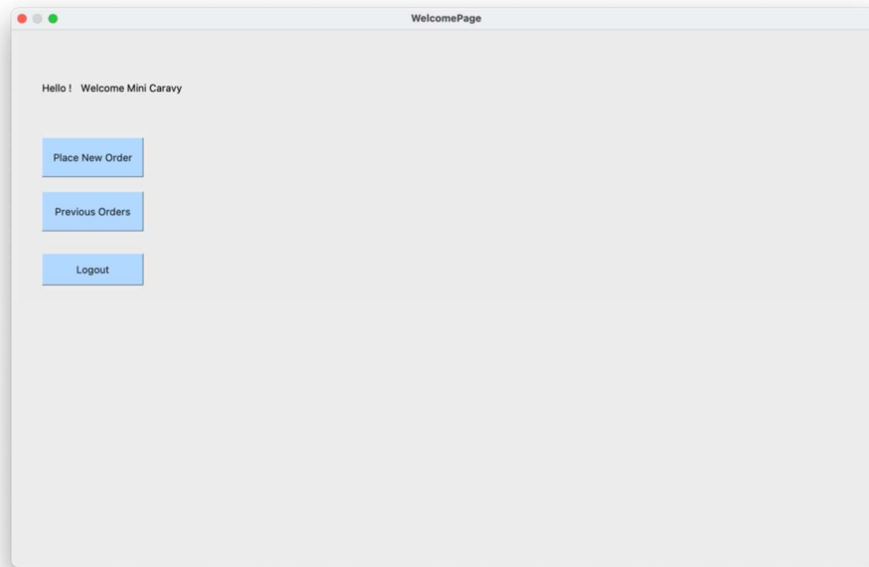 WelcomePage
Hello !   Welcome Mini Caravy
Place New Order
Previous Orders
Logout